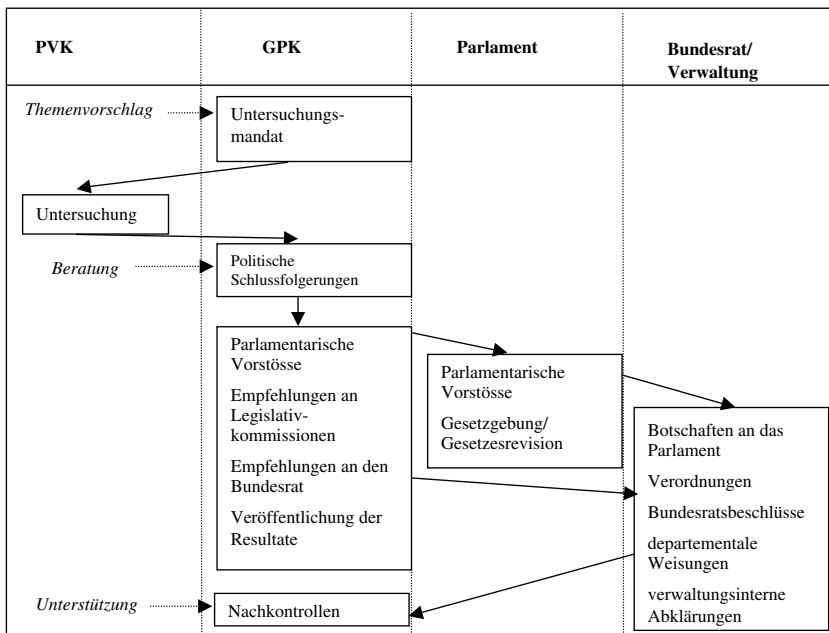 PVK
GPK
Parlament
Bundesrat/
Verwaltung
Themenvorschlag
Untersuchungs-
mandat
Untersuchung
Beratung
Politische
Schlussfolgerungen
Parlamentarische
Vorstösse
Empfehlungen an
Legislativ-
kommissionen
Empfehlungen an den
Bundesrat
Veröffentlichung der
Resultate
Parlamentarische
Vorstösse
Gesetzgebung/
Gesetzesrevision
Botschaften an das
Parlament
Verordnungen
Bundesratsbeschlüsse
departementale
Weisungen
verwaltungsinterne
Abklärungen
Unterstützung
Nachkontrollen